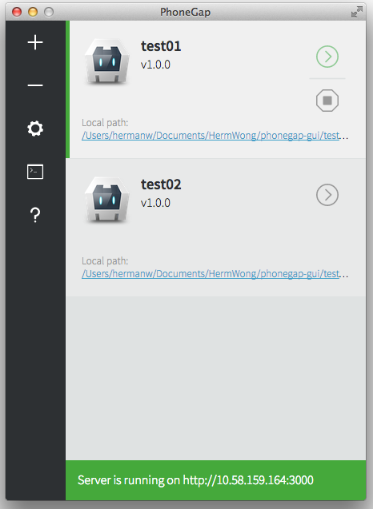 PhoneGap
test01
v1.0.0
Local path:
/Users/hermanw/Documents/HermWong/phonegap-gui/test...
test02
v1.0.0
Local path:
/Users/hermanw/Documents/HermWong/phonegap-gui/test...
Server is running on http://10.58.159.164:3000